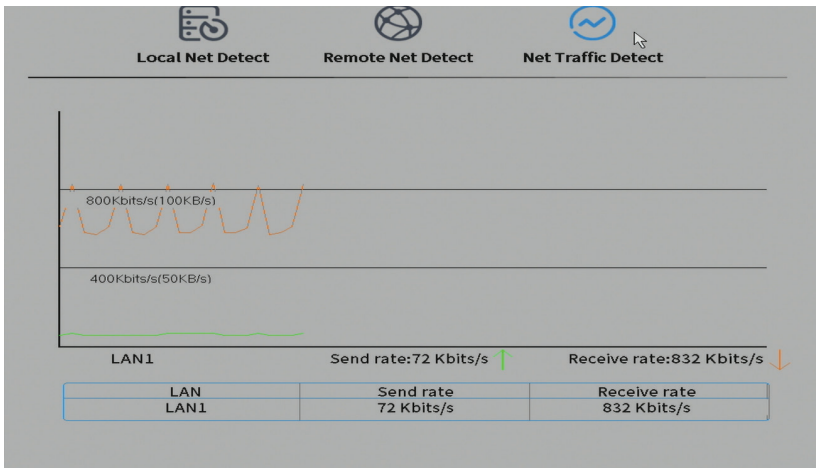 Local Net Detect Remote Net Detect Net Traffic Detect
800Kbits/s(100KB/s)
400Kbits/s(50KB/s)
LAN1 Send rate:72 Kbits/s Receive rate:832 Kbits/s
LAN Send rate Receive rate
LAN1 72 Kbits/s 832 Kbits/s